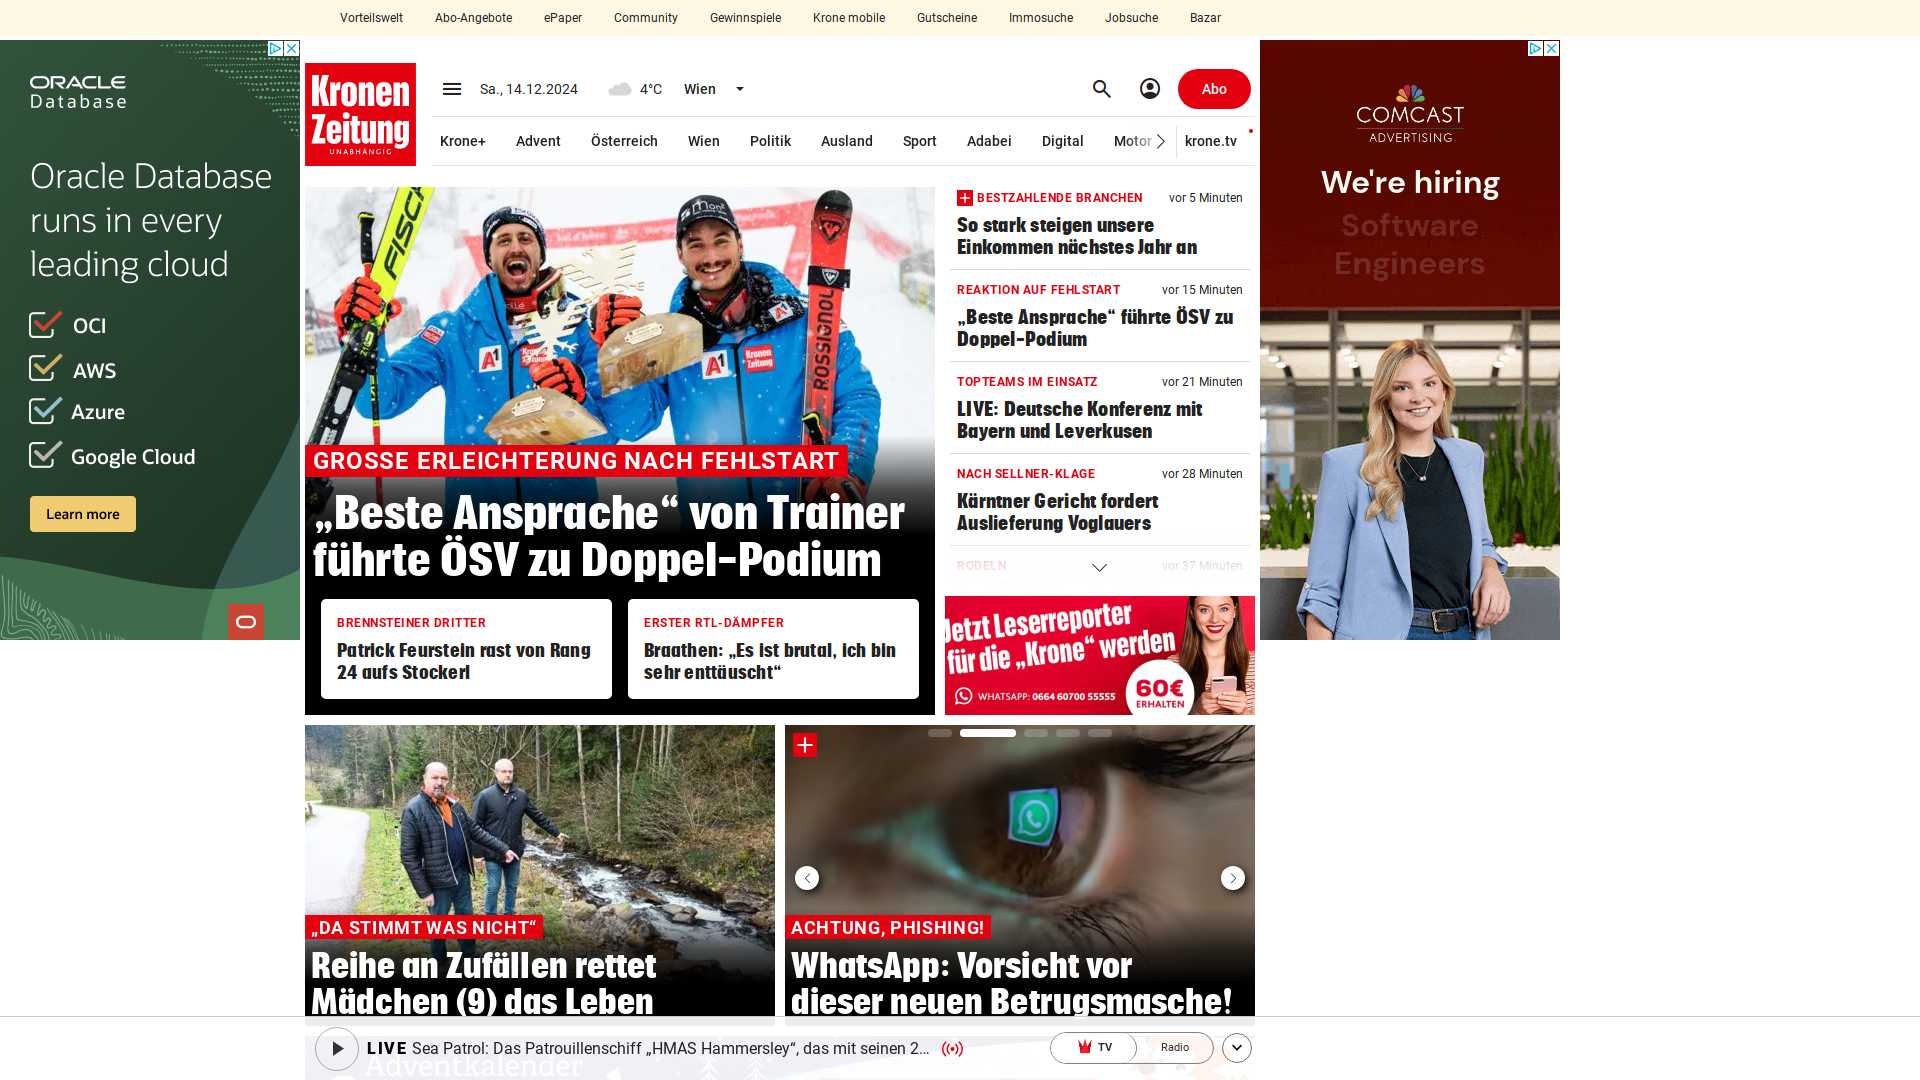 Vorteilswelt Abo-Angebote ePaper Community Gewinnspiele Krone mobile Gutscheine Immosuche Jobsuche Bazar
ORACLE
Database
Oracle Database
runs in every
leading cloud
OCI
AWS
Azure
Google Cloud
Learn more
Kronen
Zeitung
UNABHÄNGIG
Sa., 14.12.2024 4°C Wien Abo
Krone+ Advent Österreich Wien Politik Ausland Sport Adabei Digital Motor krone.tv
FISCHER
ROSSIGNOL
A1
Kronen
Zeitung
A1
GROSSE ERLEICHTERUNG NACH FEHLSTART
„Beste Ansprache“ von Trainer
führte ÖSV zu Doppel-Podium
BRENNSTEINER DRITTER
Patrick Feurstein rast von Rang
24 aufs Stockerl
ERSTER RTL-DÄMPFER
Braathen: „Es ist brutal, ich bin
sehr enttäuscht“
BESTZAHLENDE BRANCHEN vor 5 Minuten
So stark steigen unsere
Einkommen nächstes Jahr an
REAKTION AUF FEHLSTART vor 15 Minuten
„Beste Ansprache“ führte ÖSV zu
Doppel-Podium
TOPTEAMS IM EINSATZ vor 21 Minuten
LIVE: Deutsche Konferenz mit
Bayern und Leverkusen
NACH SELLNER-KLAGE vor 28 Minuten
Kärntner Gericht fordert
Auslieferung Voglauers
RODELN vor 37 Minuten
Jetzt Leserreporter
für die „Krone“ werden
WHATSAPP: 0664 60700 55555
60€
ERHALTEN
COMCAST
ADVERTISING
We're hiring
Software
Engineers
„DA STIMMT WAS NICHT“
Reihe an Zufällen rettet
Mädchen (9) das Leben
ACHTUNG, PHISHING!
WhatsApp: Vorsicht vor
dieser neuen Betrugsmasche!
LIVE Sea Patrol: Das Patrouillenschiff „HMAS Hammersley“, das mit seinen 2...
TV Radio
Adventkalender